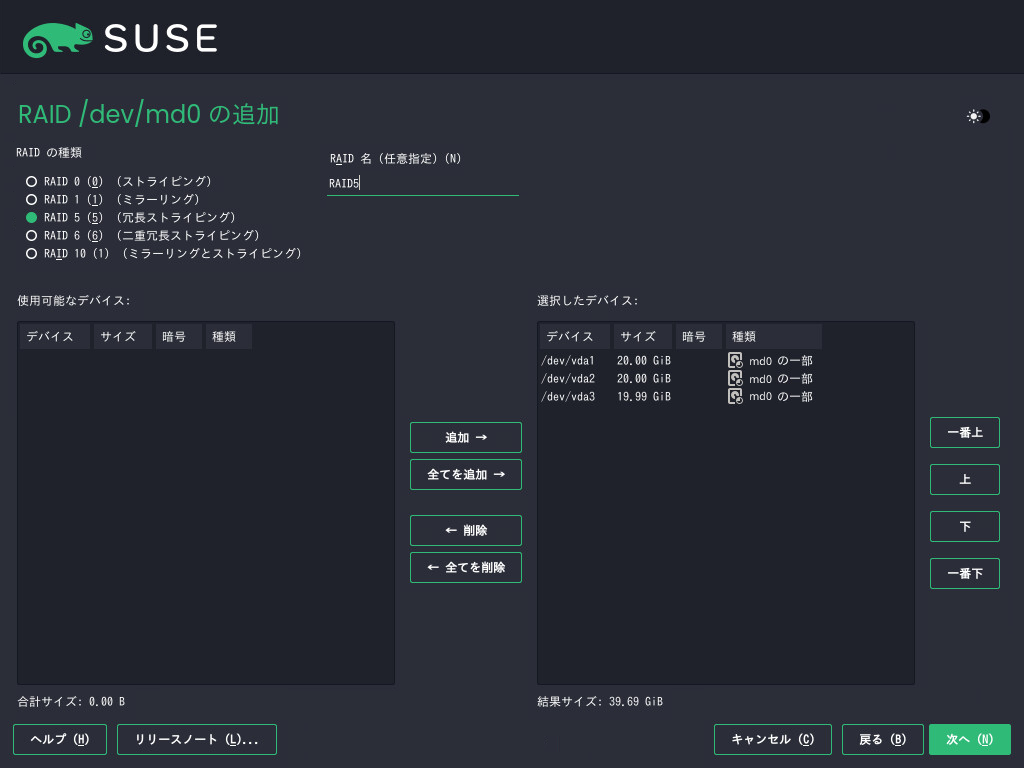 SUSE
RAID /dev/md0 の追加
RAID の種類
RAID 名 (任意指定)(N)
RAID5
RAID 0 (0) (ストライピング)
RAID 1 (1) (ミラーリング)
RAID 5 (5) (冗長ストライピング)
RAID 6 (6) (二重冗長ストライピング)
RAID 10 (1) (ミラーリングとストライピング)
使用可能なデバイス:
デバイス サイズ 暗号 種類
合計サイズ: 0.00 B
追加 →
全てを追加 →
← 削除
← 全てを削除
選択したデバイス:
デバイス サイズ 暗号 種類
/dev/vda1 20.00 GiB md0 の一部
/dev/vda2 20.00 GiB md0 の一部
/dev/vda3 19.99 GiB md0 の一部
結果サイズ: 39.69 GiB
一番上
上
下
一番下
ヘルプ (H) リリースノート (L)... キャンセル (C) 戻る (B) 次へ (N)